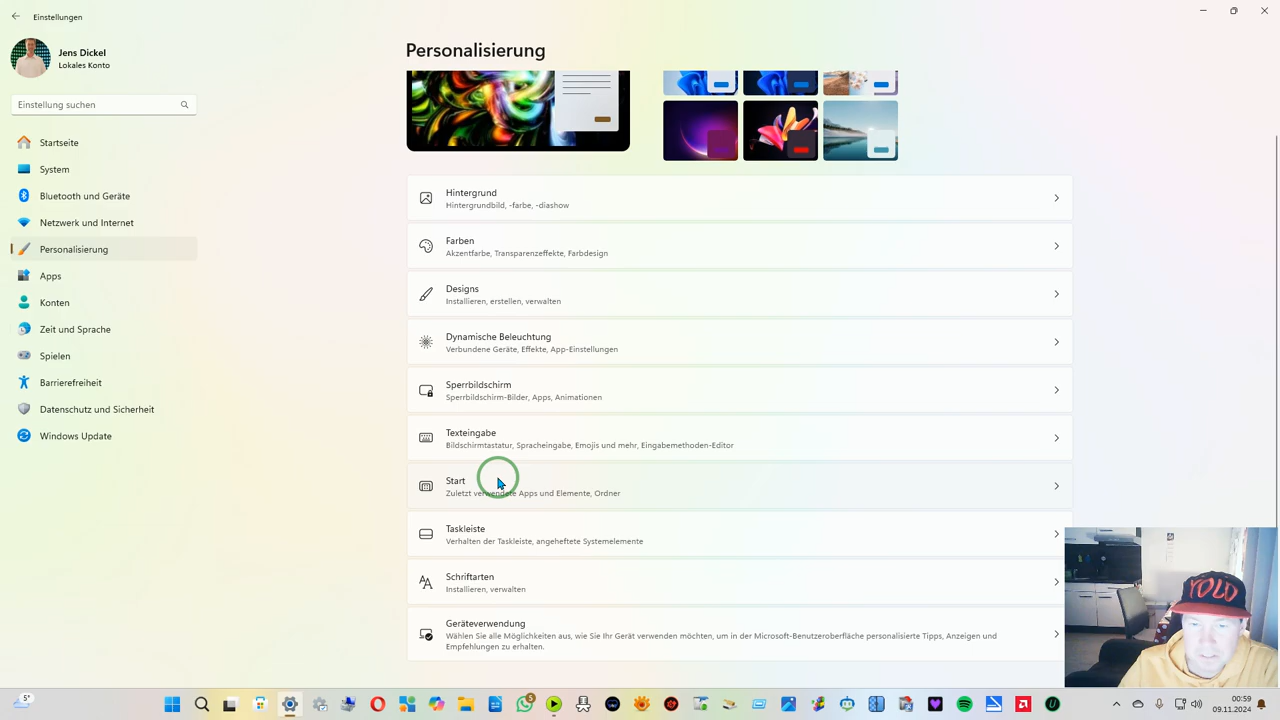 Einstellungen
Jens Dickel
Lokales Konto
Einstellung suchen
Startseite
System
Bluetooth und Geräte
Netzwerk und Internet
Personalisierung
Apps
Konten
Zeit und Sprache
Spielen
Barrierefreiheit
Datenschutz und Sicherheit
Windows Update
Personalisierung
Hintergrund
Hintergrundbild, -farbe, -diashow
Farben
Akzentfarbe, Transparenzeffekte, Farbdesign
Designs
Installieren, erstellen, verwalten
Dynamische Beleuchtung
Verbundene Geräte, Effekte, App-Einstellungen
Sperrbildschirm
Sperrbildschirm-Bilder, Apps, Animationen
Texteingabe
Bildschirmtastatur, Spracheingabe, Emojis und mehr, Eingabemethoden-Editor
Start
Zuletzt verwendete Apps und Elemente, Ordner
Taskleiste
Verhalten der Taskleiste, angeheftete Systemelemente
Schriftarten
Installieren, verwalten
Geräteverwendung
Wählen Sie alle Möglichkeiten aus, wie Sie Ihr Gerät verwenden möchten, um in der Microsoft-Benutzeroberfläche personalisierte Tipps, Anzeigen und
Empfehlungen zu erhalten.
YOLO
5°
5
00:59
09.11.2024